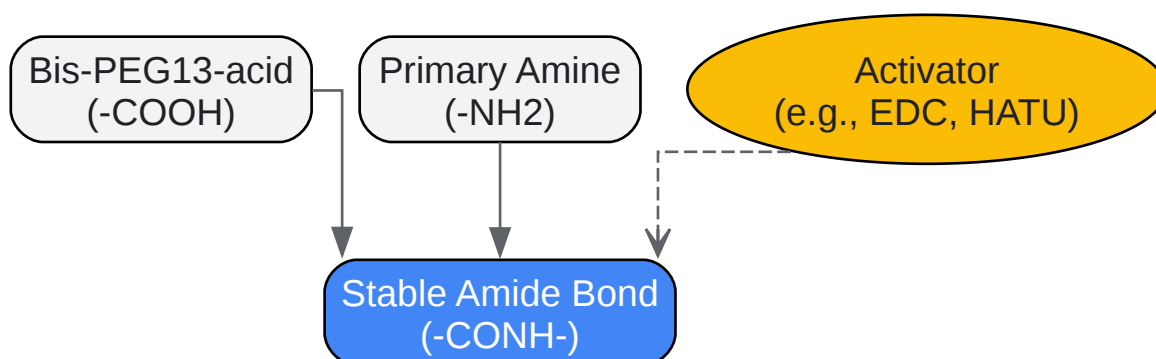 Bis-PEG13-acid
(-COOH)
Primary Amine
(-NH2)
Activator
(e.g., EDC, HATU)
Stable Amide Bond
(-CONH-)